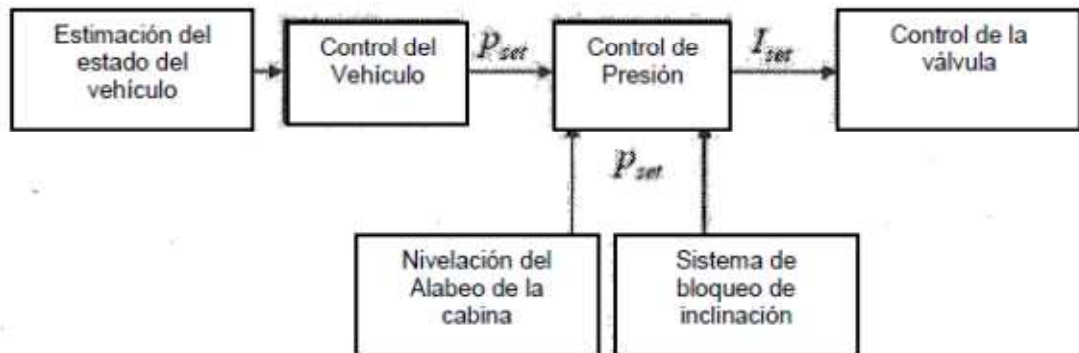 Estimación del
estado del
vehículo
Control del
Vehículo
p_set
Control de
Presión
I_set
Control de la
válvula
p_set
Nivelación del
Alabeo de la
cabina
Sistema de
bloqueo de
inclinación